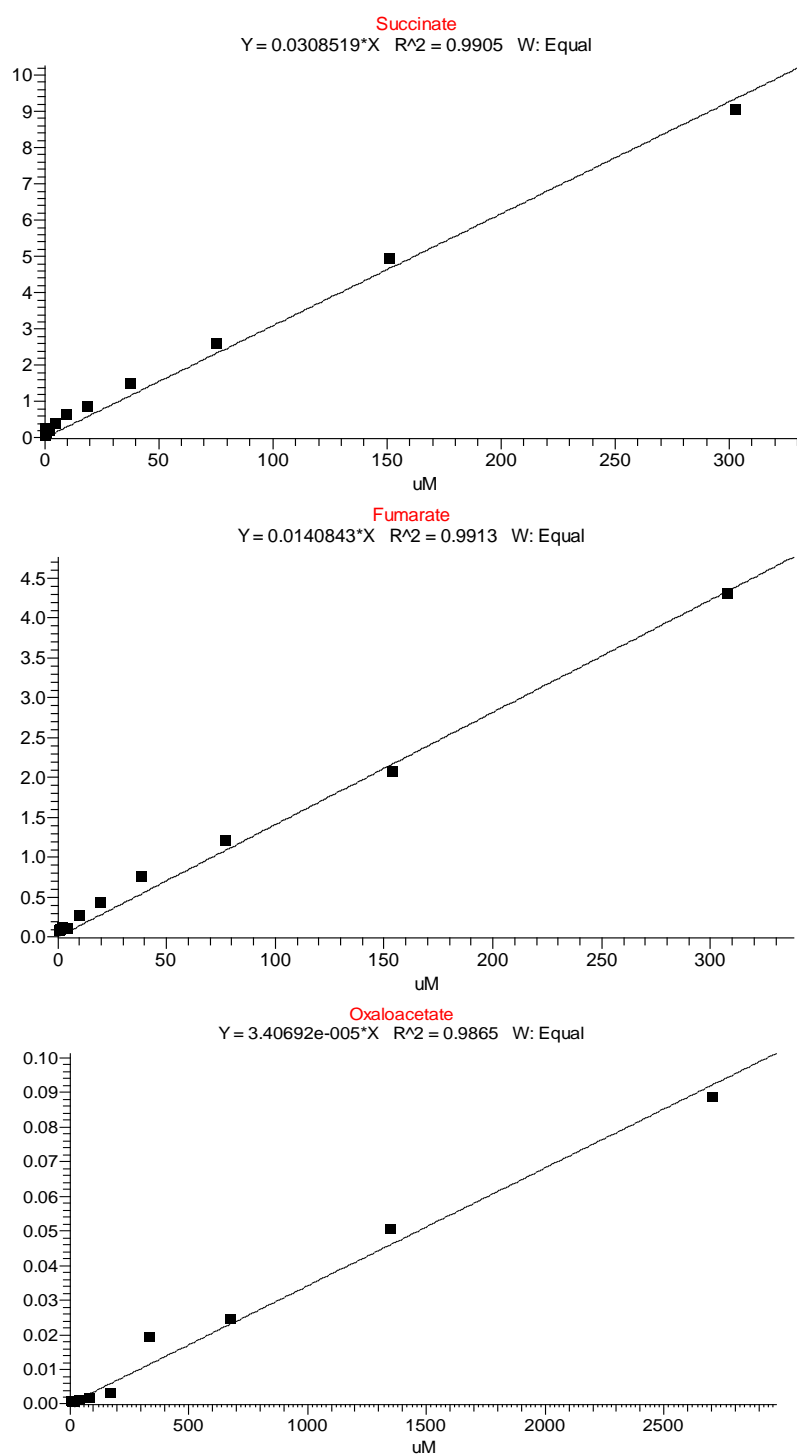 Succinate
Y = 0.0308519*X R^2 = 0.9905 W: Equal
10
9
8
7
6
5
4
3
2
1
0
0 50 100 150 200 250 300
uM
Fumarate
Y = 0.0140843*X R^2 = 0.9913 W: Equal
4.5
4.0
3.5
3.0
2.5
2.0
1.5
1.0
0.5
0.0
0 50 100 150 200 250 300
uM
Oxaloacetate
Y = 3.40692e-005*X R^2 = 0.9865 W: Equal
0.10
0.09
0.08
0.07
0.06
0.05
0.04
0.03
0.02
0.01
0.00
0 500 1000 1500 2000 2500
uM